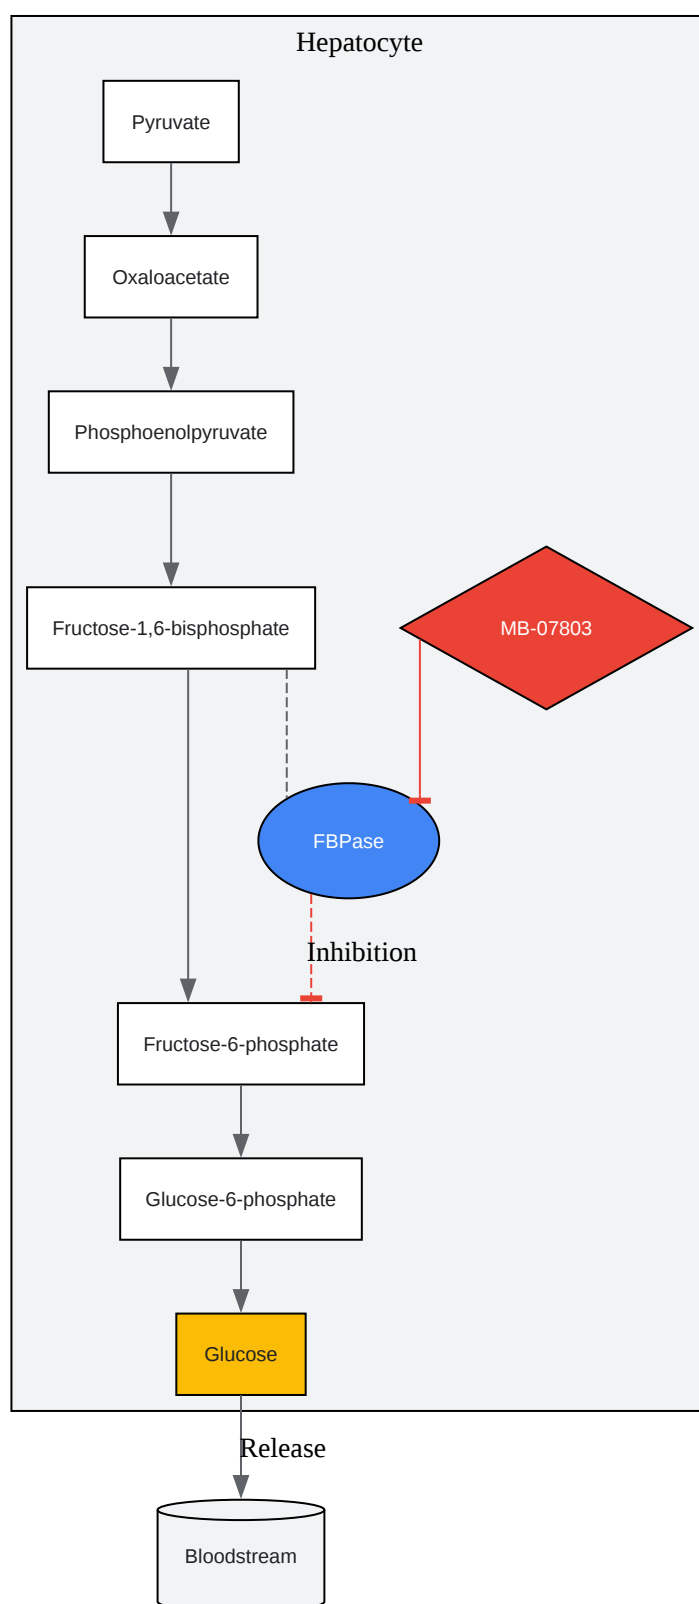 Hepatocyte
Pyruvate
Oxaloacetate
Phosphoenolpyruvate
Fructose-1,6-bisphosphate
MB-07803
FBPase
Inhibition
Fructose-6-phosphate
Glucose-6-phosphate
Glucose
Release
Bloodstream